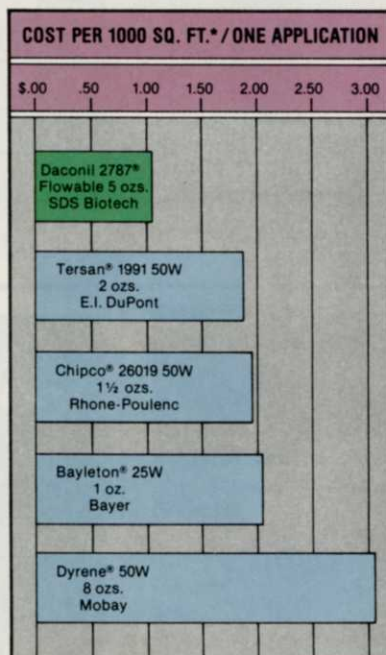 COST PER 1000 SQ. FT.* / ONE APPLICATION
$.00 .50 1.00 1.50 2.00 2.50 3.00
Daconil 2787®
Flowable 5 ozs.
SDS Biotech
Tersan® 1991 50W
2 ozs.
E.I. DuPont
Chipco® 26019 50W
1½ ozs.
Rhone-Poulenc
Bayleton® 25W
1 oz.
Bayer
Dyrene® 50W
8 ozs.
Mobay